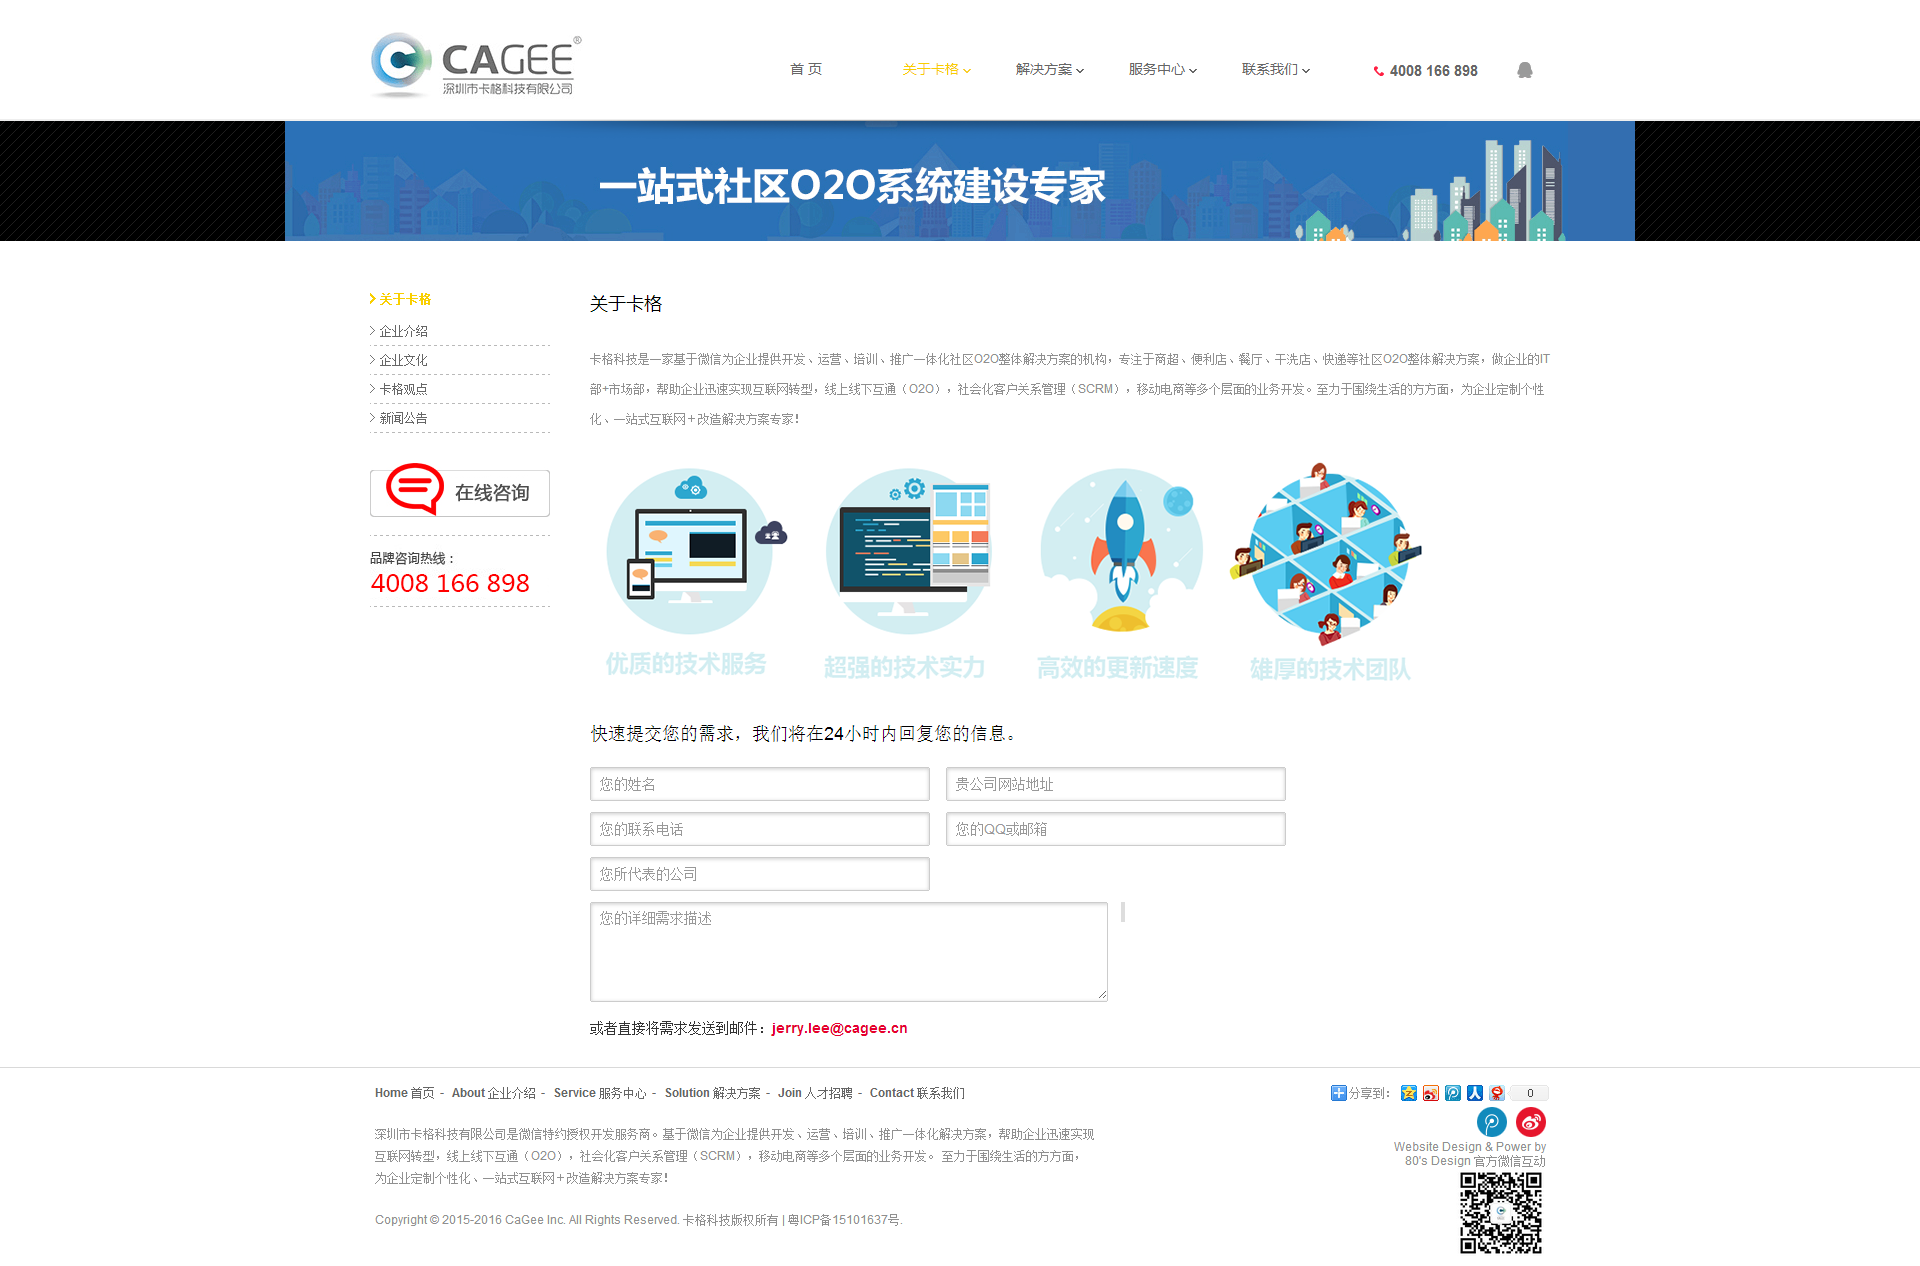 CAGEE®
深圳市卡格科技有限公司
首 页
关于卡格
解决方案
服务中心
联系我们
4008 166 898
一站式社区O2O系统建设专家
关于卡格
企业介绍
企业文化
卡格观点
新闻公告
在线咨询
品牌咨询热线：
4008 166 898
关于卡格
卡格科技是一家基于微信为企业提供开发、运营、培训、推广一体化社区O2O整体解决方案的机构，专注于商超、便利店、餐厅、干洗店、快递等社区O2O整体解决方案，做企业的IT
部+市场部，帮助企业迅速实现互联网转型，线上线下互通（O2O），社会化客户关系管理（SCRM），移动电商等多个层面的业务开发。至力于围绕生活的方方面，为企业定制个性
化、一站式互联网＋改造解决方案专家！
优质的技术服务
超强的技术实力
高效的更新速度
雄厚的技术团队
快速提交您的需求，我们将在24小时内回复您的信息。
您的姓名
贵公司网站地址
您的联系电话
您的QQ或邮箱
您所代表的公司
您的详细需求描述
或者直接将需求发送到邮件：jerry.lee@cagee.cn
Home 首页 - About 企业介绍 - Service 服务中心 - Solution 解决方案 - Join 人才招聘 - Contact 联系我们
分享到：
0
深圳市卡格科技有限公司是微信特约授权开发服务商。基于微信为企业提供开发、运营、培训、推广一体化解决方案，帮助企业迅速实现
互联网转型，线上线下互通（O2O），社会化客户关系管理（SCRM），移动电商等多个层面的业务开发。 至力于围绕生活的方方面，
为企业定制个性化、一站式互联网＋改造解决方案专家！
Website Design & Power by
80's Design 官方微信互动
Copyright © 2015-2016 CaGee Inc. All Rights Reserved. 卡格科技版权所有 | 粤ICP备15101637号.